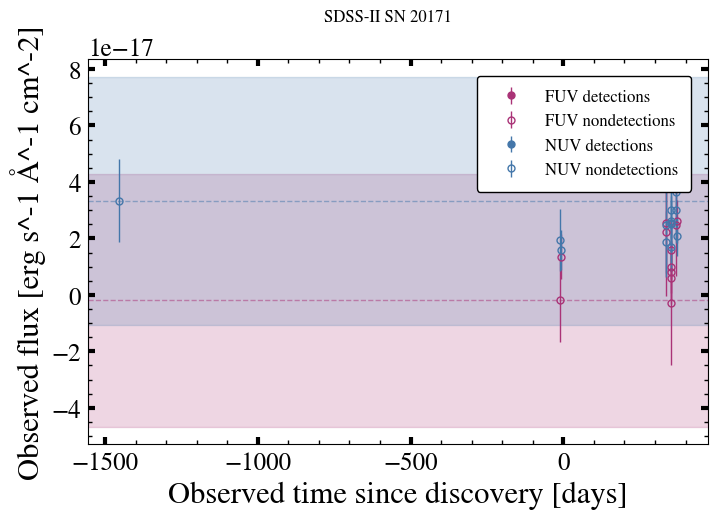 SDSS-II SN 20171
1e−17
8
6
4
2
0
−2
−4
Observed flux [erg s^-1 Å^-1 cm^-2]
FUV detections
FUV nondetections
NUV detections
NUV nondetections
−1500
−1000
−500
0
Observed time since discovery [days]